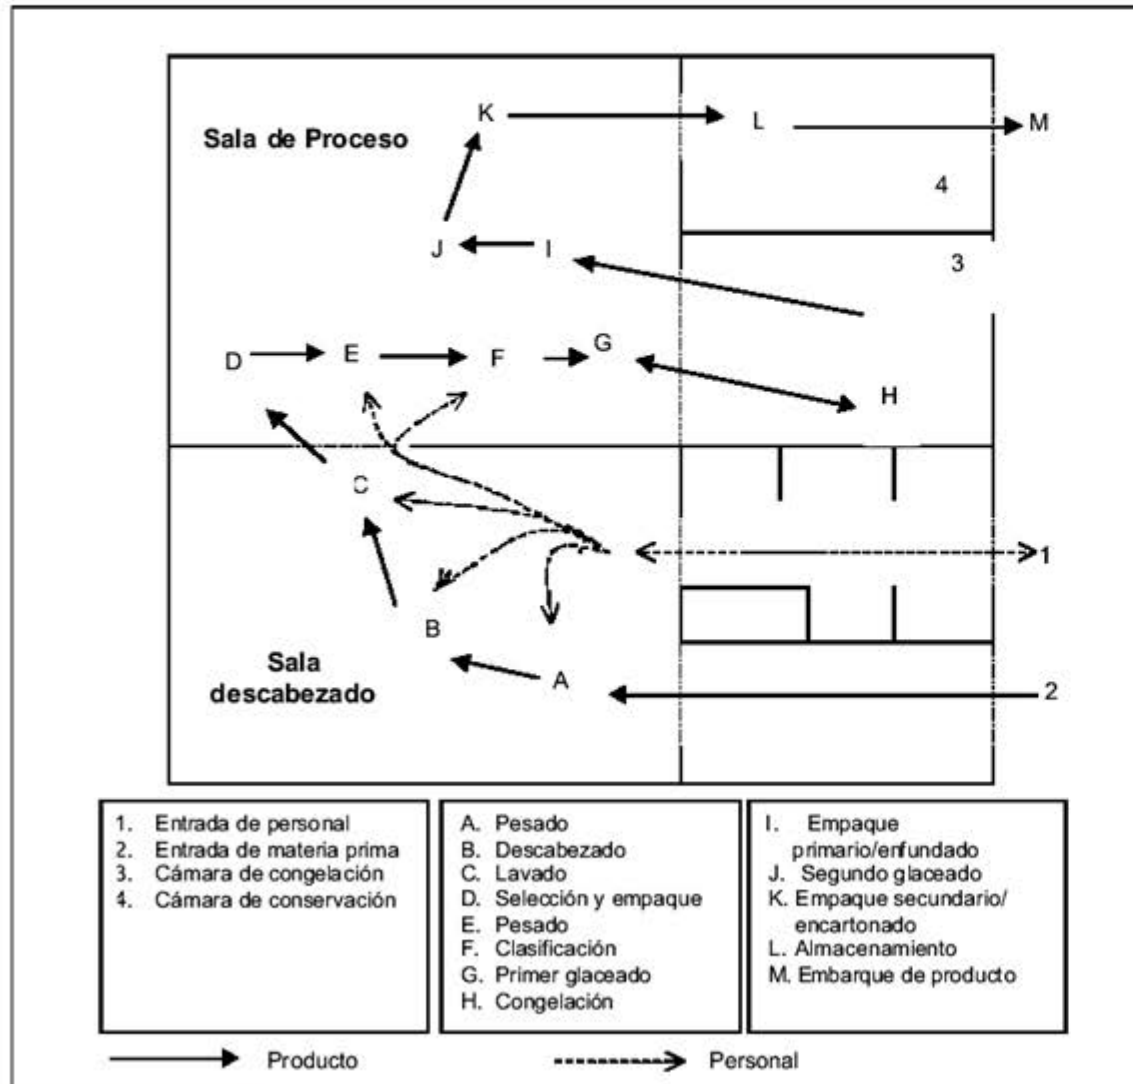 K
L
M
Sala de Proceso
4
J
I
3
D
E
F
G
H
C
1
B
Sala
descabezado
A
2
1. Entrada de personal
2. Entrada de materia prima
3. Cámara de congelación
4. Cámara de conservación
A. Pesado
B. Descabezado
C. Lavado
D. Selección y empaque
E. Pesado
F. Clasificación
G. Primer glaceado
H. Congelación
I. Empaque
primario/enfundado
J. Segundo glaceado
K. Empaque secundario/
encartonado
L. Almacenamiento
M. Embarque de producto
Producto
Personal